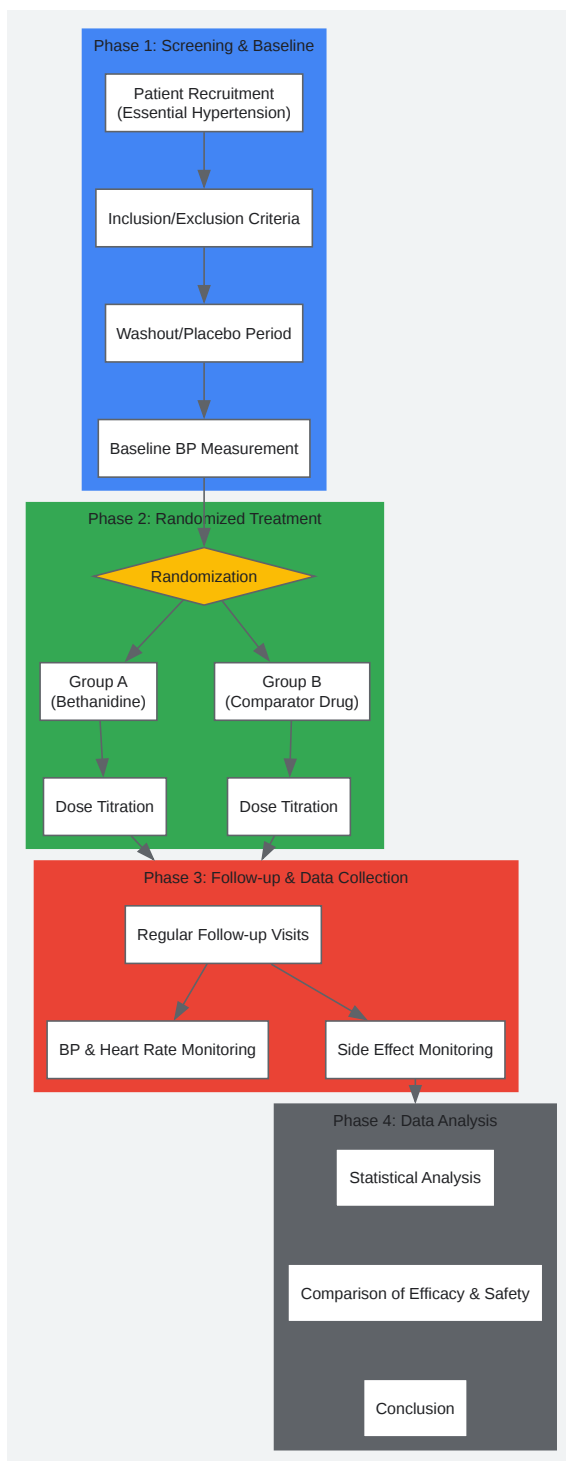 Phase 1: Screening & Baseline
Patient Recruitment
(Essential Hypertension)
Inclusion/Exclusion Criteria
Washout/Placebo Period
Baseline BP Measurement
Phase 2: Randomized Treatment
Randomization
Group A
(Bethanidine)
Group B
(Comparator Drug)
Dose Titration
Dose Titration
Phase 3: Follow-up & Data Collection
Regular Follow-up Visits
BP & Heart Rate Monitoring
Side Effect Monitoring
Phase 4: Data Analysis
Statistical Analysis
Comparison of Efficacy & Safety
Conclusion